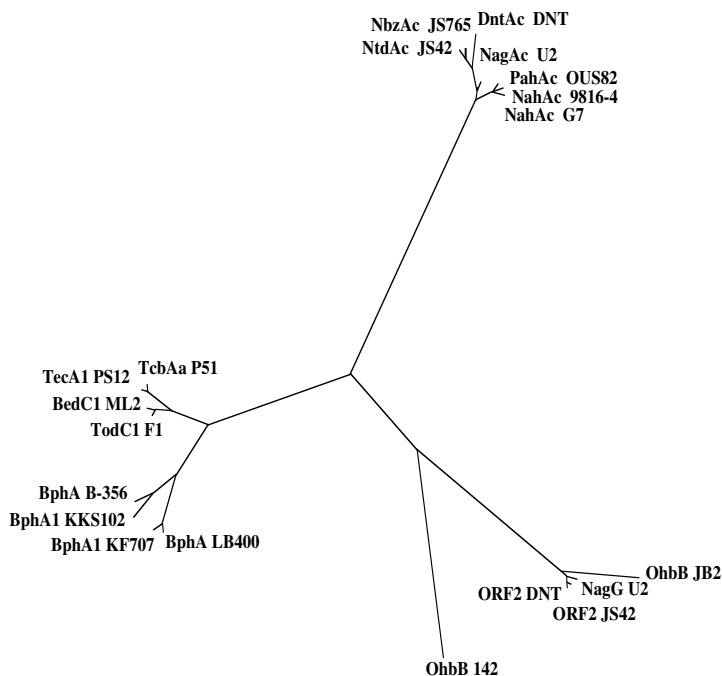 DntAc DNT
NbzAc JS765
NtdAc JS42
NagAc U2
PahAc OUS82
NahAc 9816-4
NahAc G7
TcbAa P51
TecA1 PS12
BedC1 ML2
TodC1 F1
BphA B-356
BphA1 KKS102
BphA1 KF707
BphA LB400
OhbB JB2
NagG U2
ORF2 DNT
ORF2 JS42
OhbB 142